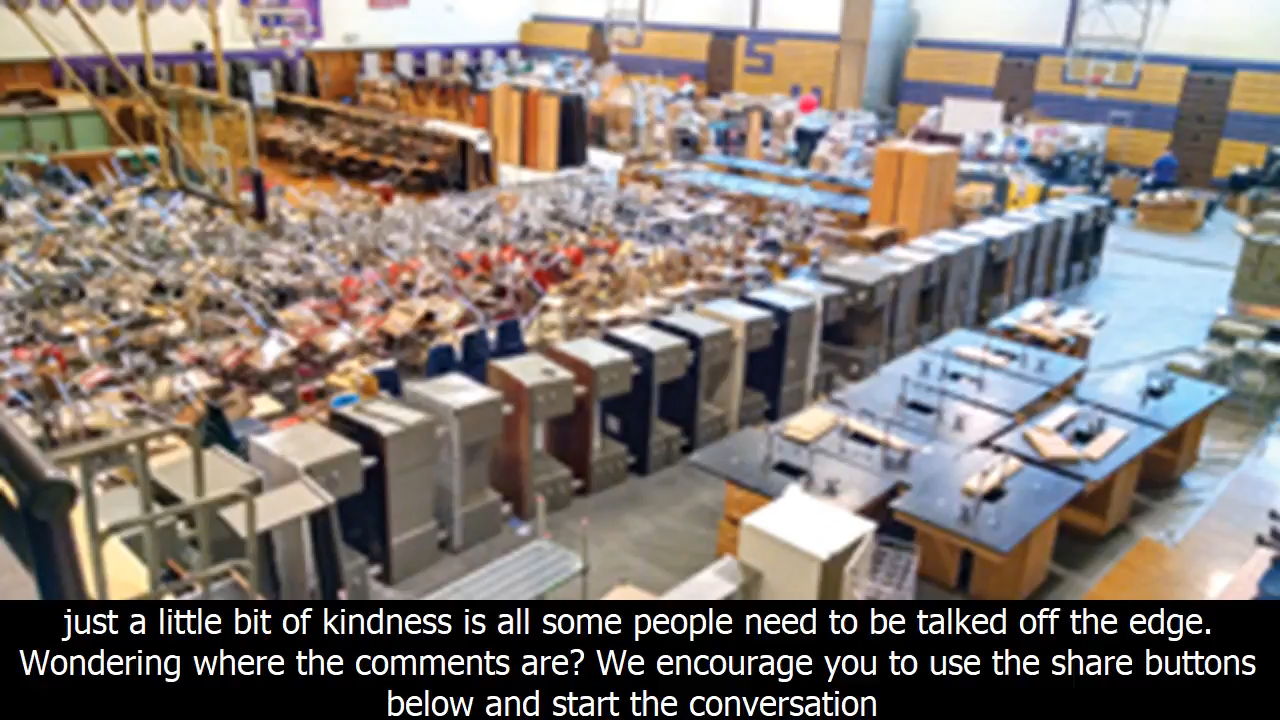 just a little bit of kindness is all some people need to be talked off the edge.
Wondering where the comments are? We encourage you to use the share buttons
below and start the conversation